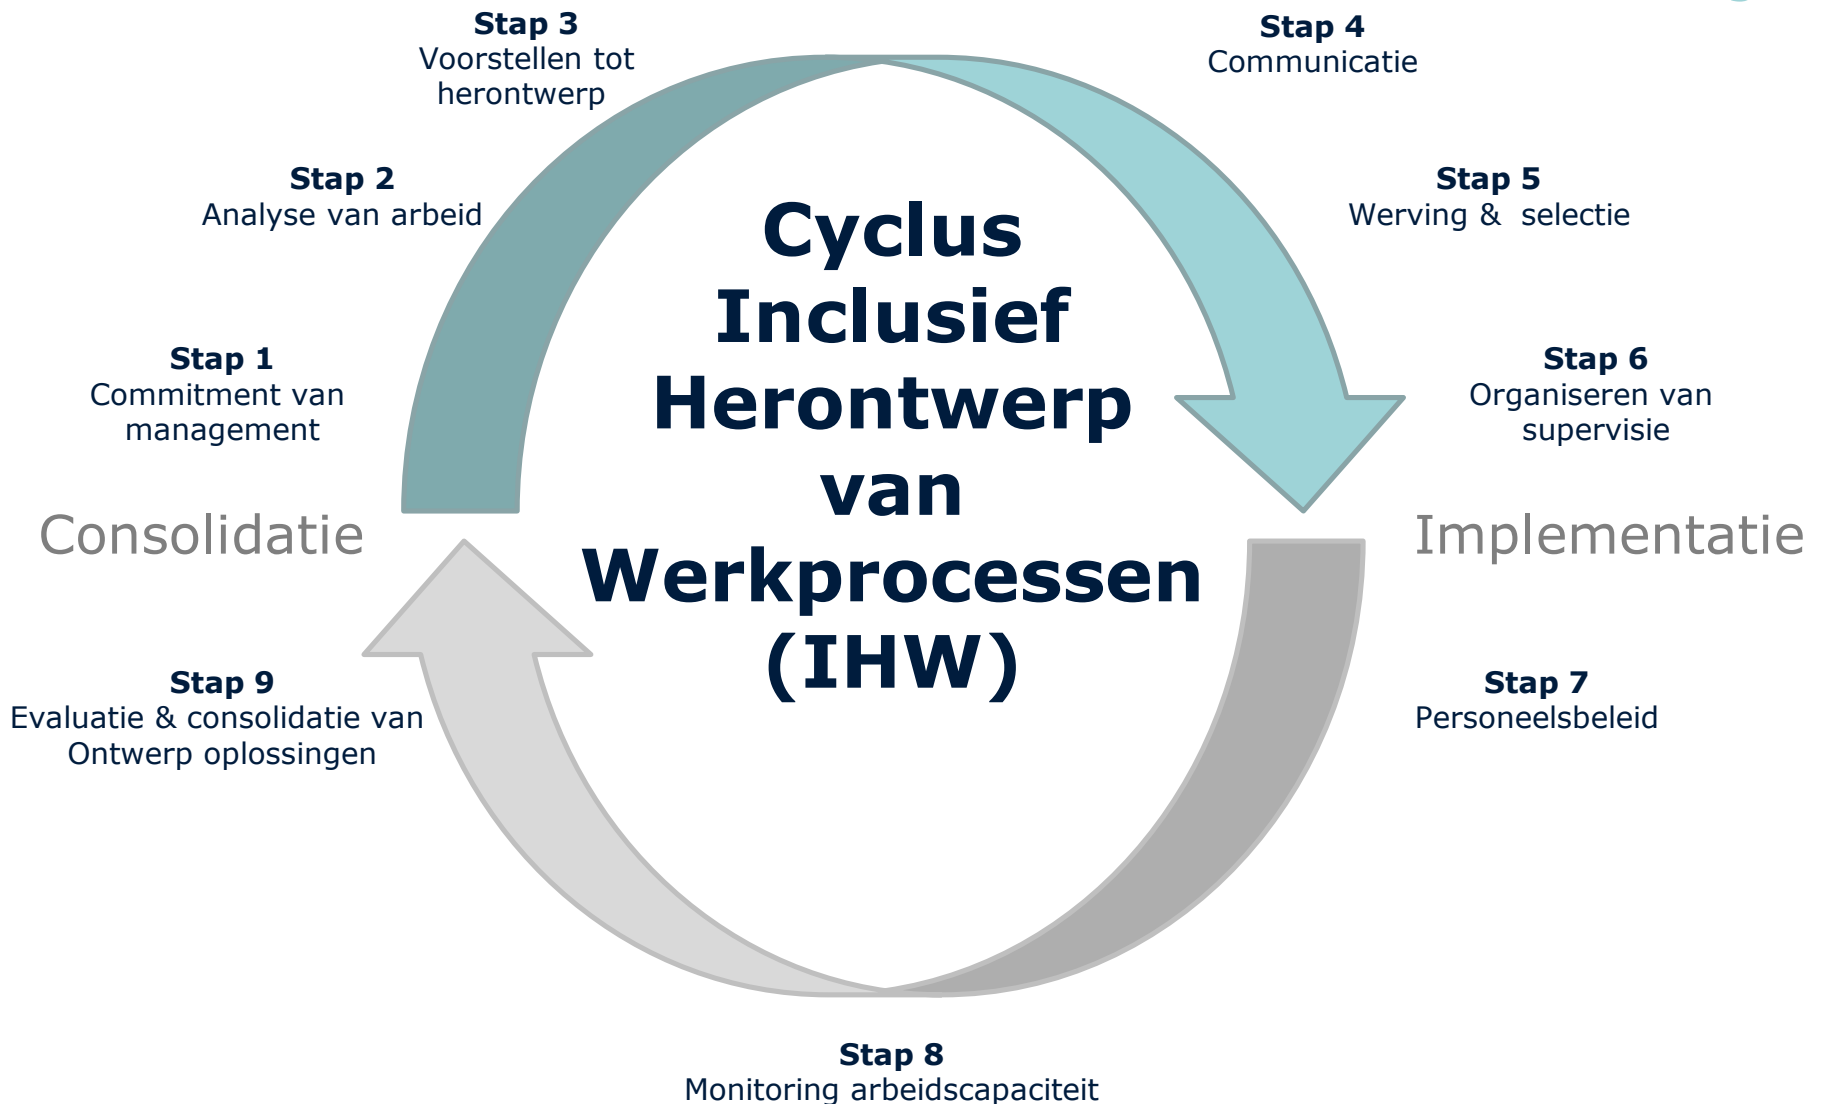 Stap 3
Voorstellen tot
herontwerp
Stap 4
Communicatie
Stap 2
Analyse van arbeid
Stap 5
Werving & selectie
Cyclus
Inclusief
Herontwerp
van
Werkprocessen
(IHW)
Stap 1
Commitment van
management
Stap 6
Organiseren van
supervisie
Consolidatie
Implementatie
Stap 9
Evaluatie & consolidatie van
Ontwerp oplossingen
Stap 7
Personeelsbeleid
Stap 8
Monitoring arbeidscapaciteit